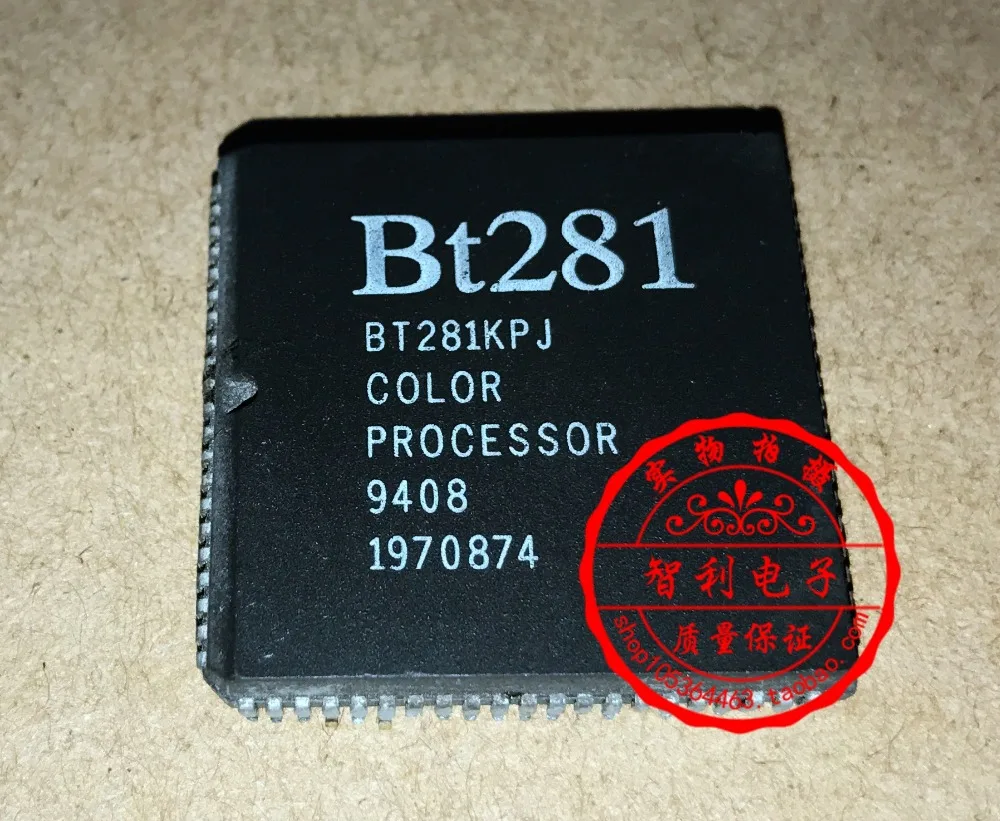 Bt281
BT281KPJ
COLOR
PROCESSOR
9408
1970874
实物拍摄
智利电子
质量保证
shop105364463.taobao.com